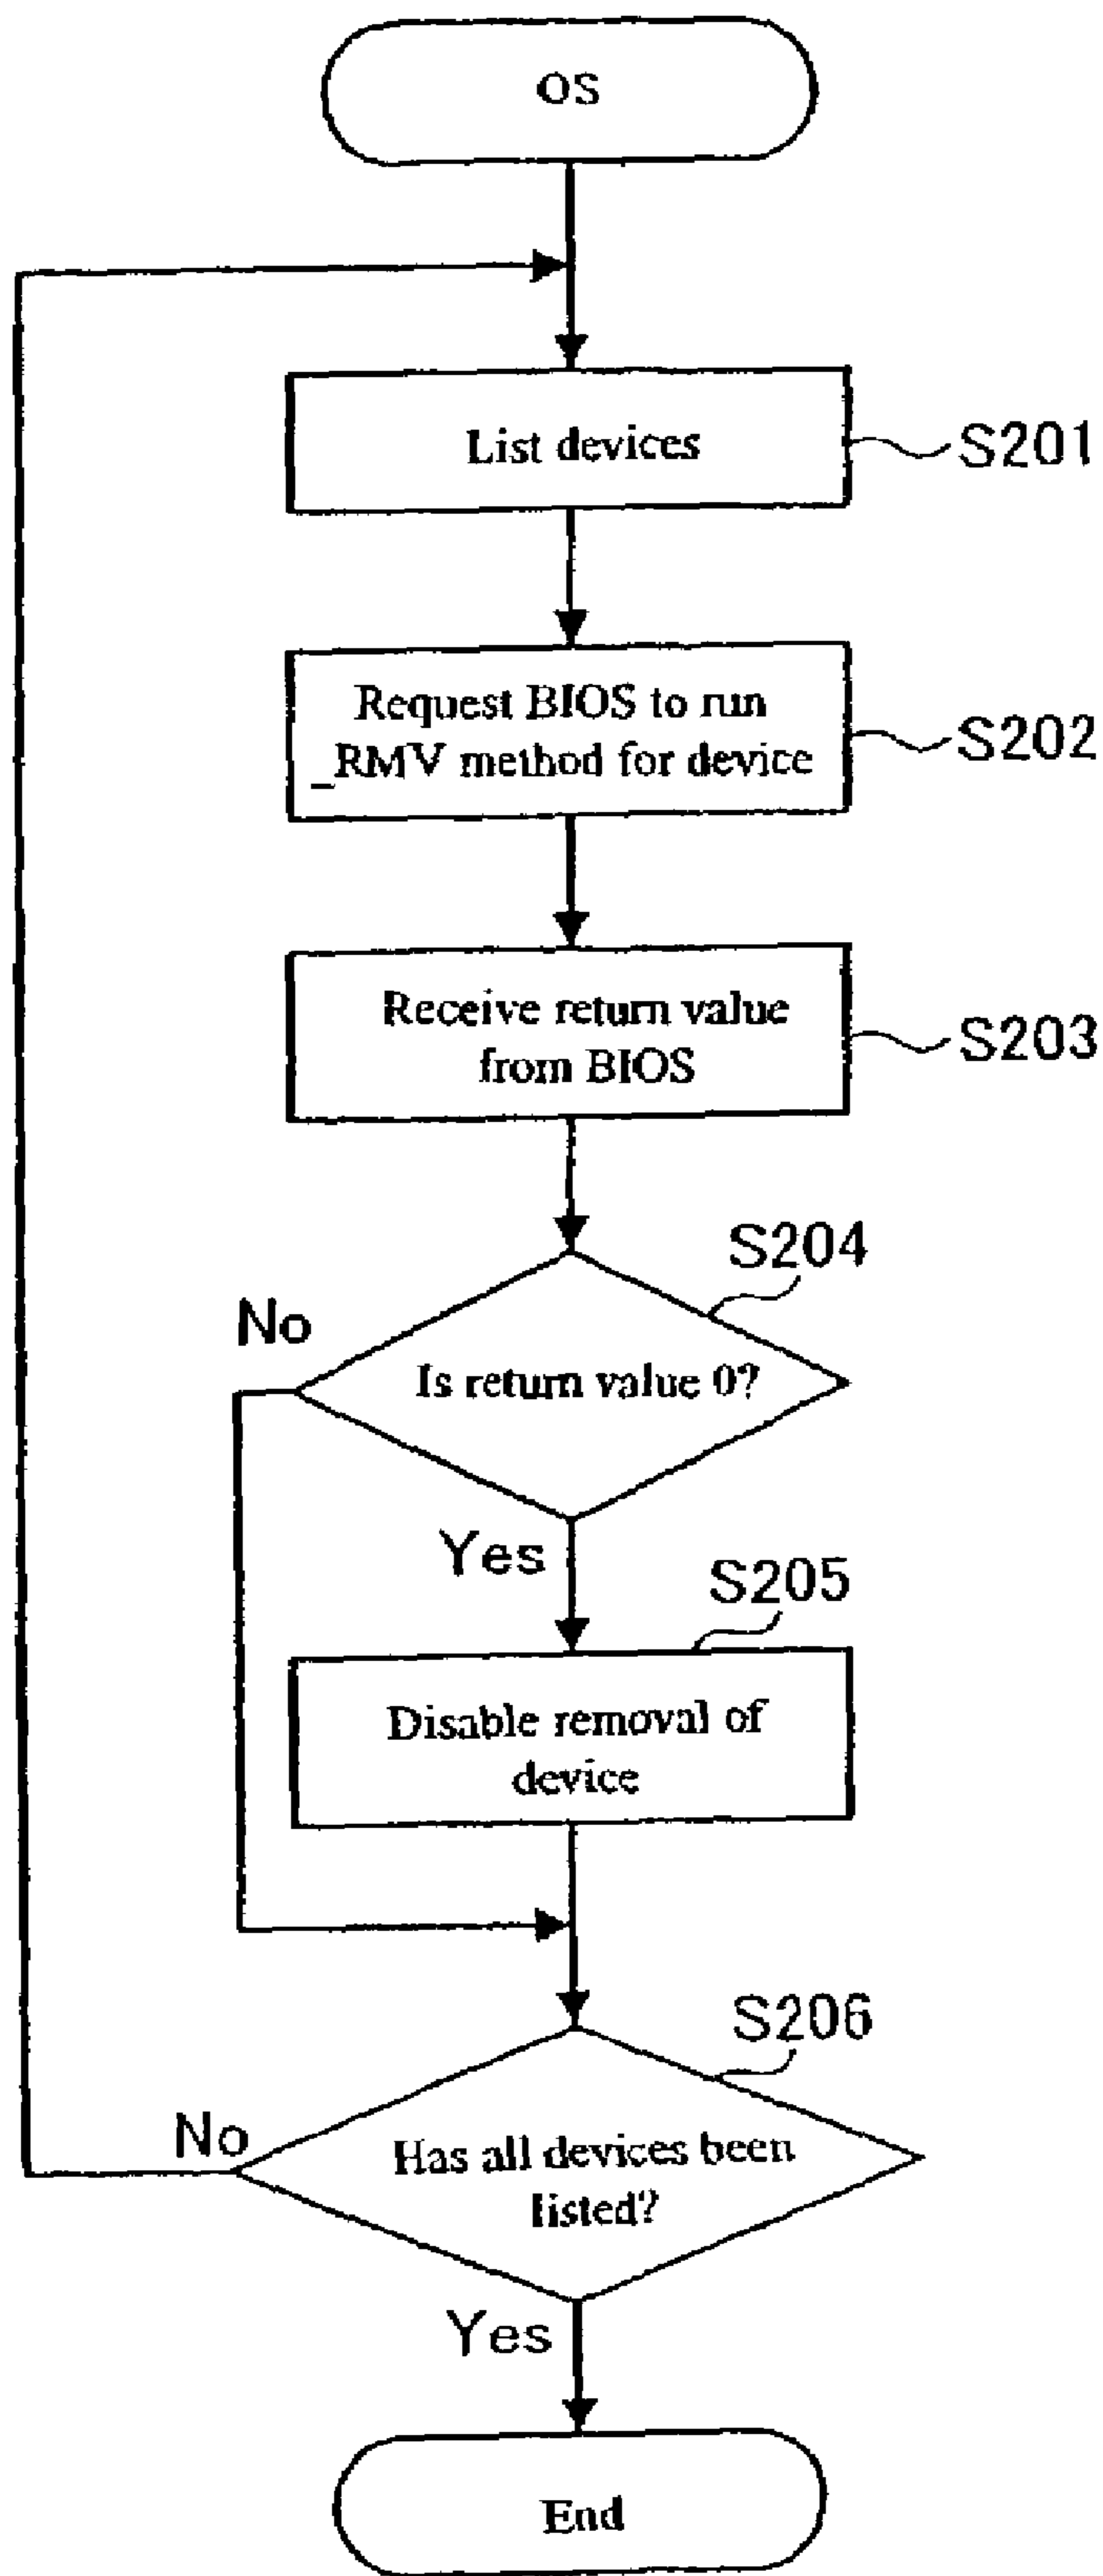 OS
List devices
S201
Request BIOS to run
_RMV method for device
S202
Receive return value
from BIOS
S203
S204
No
Is return value 0?
Yes
S205
Disable removal of
device
S206
No
Has all devices been
listed?
Yes
End